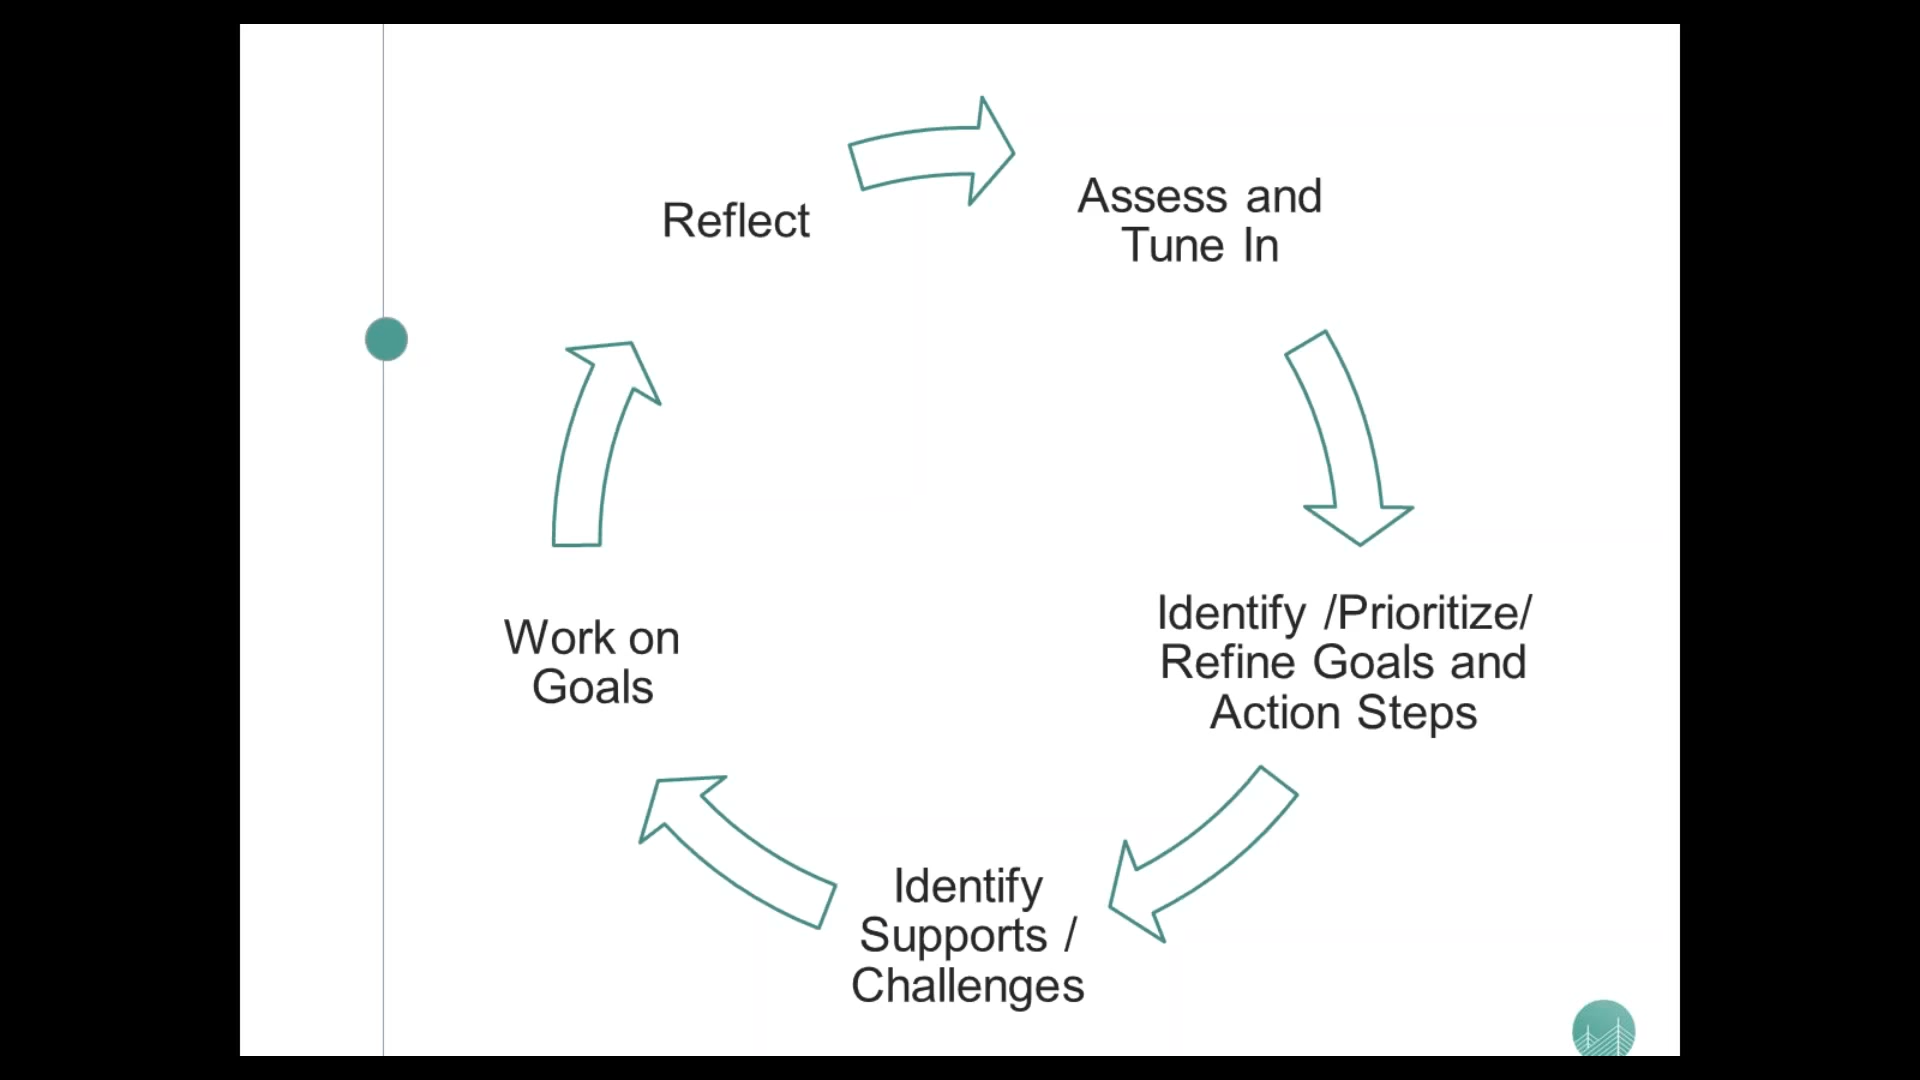 Reflect
Assess and
Tune In
Identify /Prioritize/
Refine Goals and
Action Steps
Identify
Supports /
Challenges
Work on
Goals